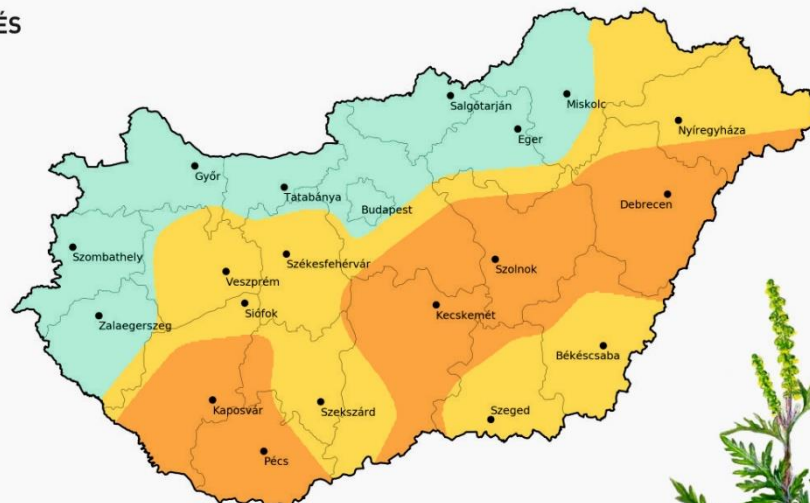 ÉS
Salgótarján
Miskolc
Eger
Nyíregyháza
Győr
Tatabánya
Budapest
Debrecen
Szombathely
Székesfehérvár
Veszprém
Szolnok
Siófok
Kecskemét
Zalaegerszeg
Békéscsaba
Kaposvár
Szekszárd
Szeged
Pécs